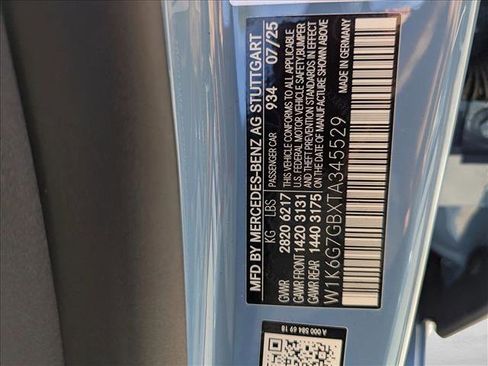 MFD BY MERCEDES-BENZ AG STUTTGART
PASSENGER CAR 934 07/25
KG LBS
GVWR 2820 6217
GAWR FRONT 1420 3131
GAWR REAR 1440 3175
THIS VEHICLE CONFORMS TO ALL APPLICABLE
U.S. FEDERAL MOTOR VEHICLE SAFETY, BUMPER
AND THEFT PREVENTION STANDARDS IN EFFECT
ON THE DATE OF MANUFACTURE SHOWN ABOVE
MADE IN GERMANY
W1K6G7GBXTA345529
A 000 584 69 18